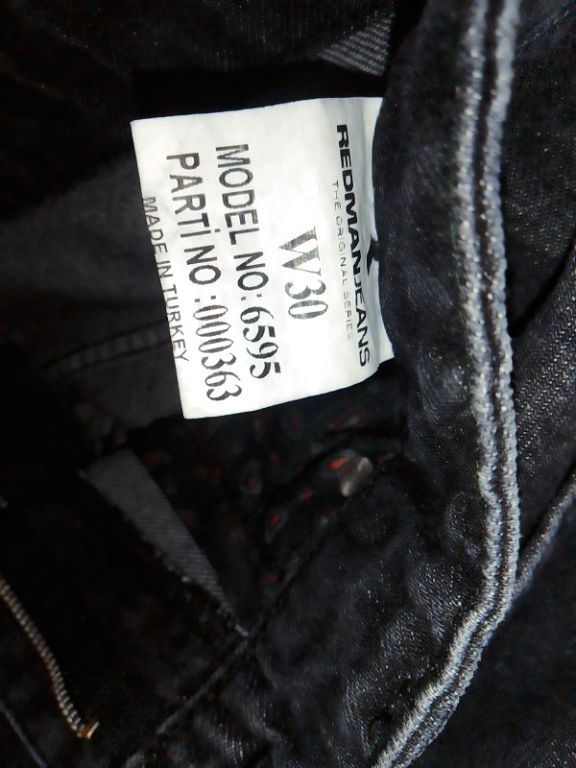 REDMANJEANS
THE ORIGINAL SERIES
W30
MODEL NO: 6595
PARTİ NO :000363
MADE IN TURKEY